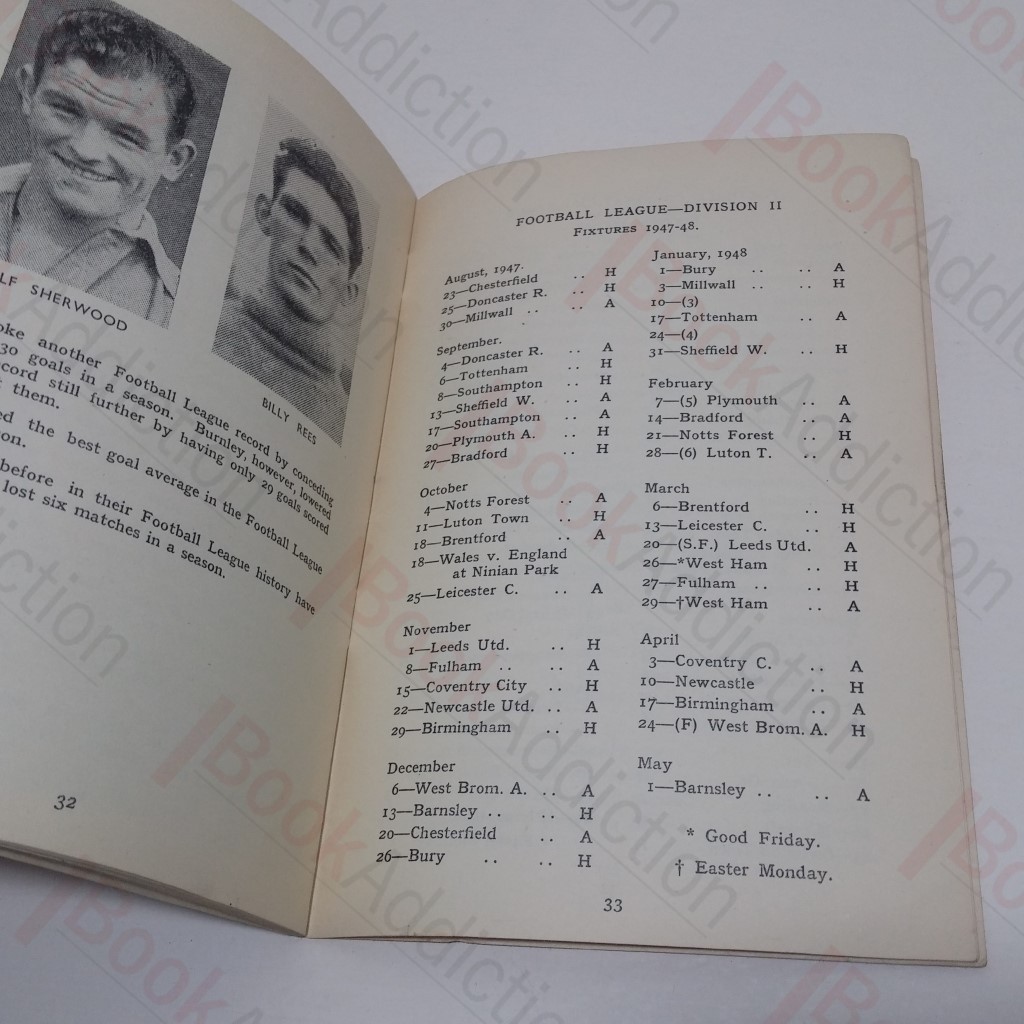 LF SHERWOOD
BILLY REES
oke another Football League record by conceding
30 goals in a season. Burnley, however, lowered
cord still further by having only 29 goals scored
t them.
ed the best goal average in the Football League
on.
before in their Football League history have
lost six matches in a season.
32
FOOTBALL LEAGUE—DIVISION II
FIXTURES 1947-48.
August, 1947.
23—Chesterfield .. H
25—Doncaster R. .. H
30—Millwall .. .. A
September.
4—Doncaster R. .. A
6—Tottenham .. H
8—Southampton .. H
13—Sheffield W. .. A
17—Southampton .. A
20—Plymouth A. .. H
27—Bradford .. H
October
4—Notts Forest .. A
11—Luton Town .. H
18—Brentford .. A
18—Wales v. England
at Ninian Park
25—Leicester C. .. A
November
1—Leeds Utd. .. H
8—Fulham .. .. A
15—Coventry City .. H
22—Newcastle Utd. .. A
29—Birmingham .. H
December
6—West Brom. A. .. A
13—Barnsley .. .. H
20—Chesterfield .. A
26—Bury .. .. H
January, 1948
1—Bury .. .. A
3—Millwall .. .. H
10—(3)
17—Tottenham .. A
24—(4)
31—Sheffield W. .. H
February
7—(5) Plymouth .. A
14—Bradford .. A
21—Notts Forest .. H
28—(6) Luton T. .. A
March
6—Brentford .. H
13—Leicester C. .. H
20—(S.F.) Leeds Utd. A
26—*West Ham .. H
27—Fulham .. .. H
29—†West Ham .. A
April
3—Coventry C. .. A
10—Newcastle .. H
17—Birmingham .. A
24—(F) West Brom. A. H
May
1—Barnsley .. .. A
* Good Friday.
† Easter Monday.
33
BookAddiction